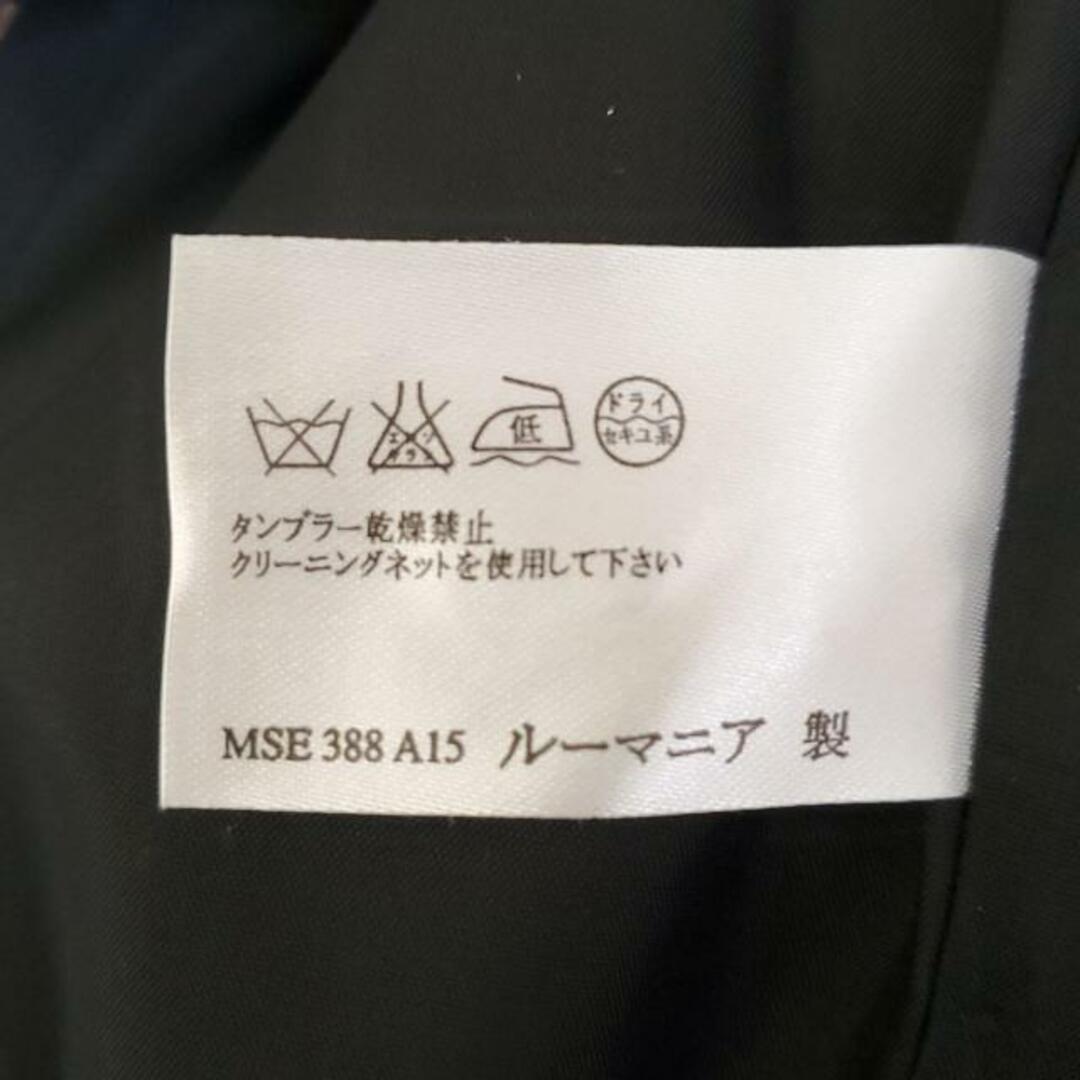 エンソ
サラシ
低
ドライ
セキユ系
タンブラー乾燥禁止
クリーニングネットを使用して下さい
MSE 388 A15 ルーマニア 製